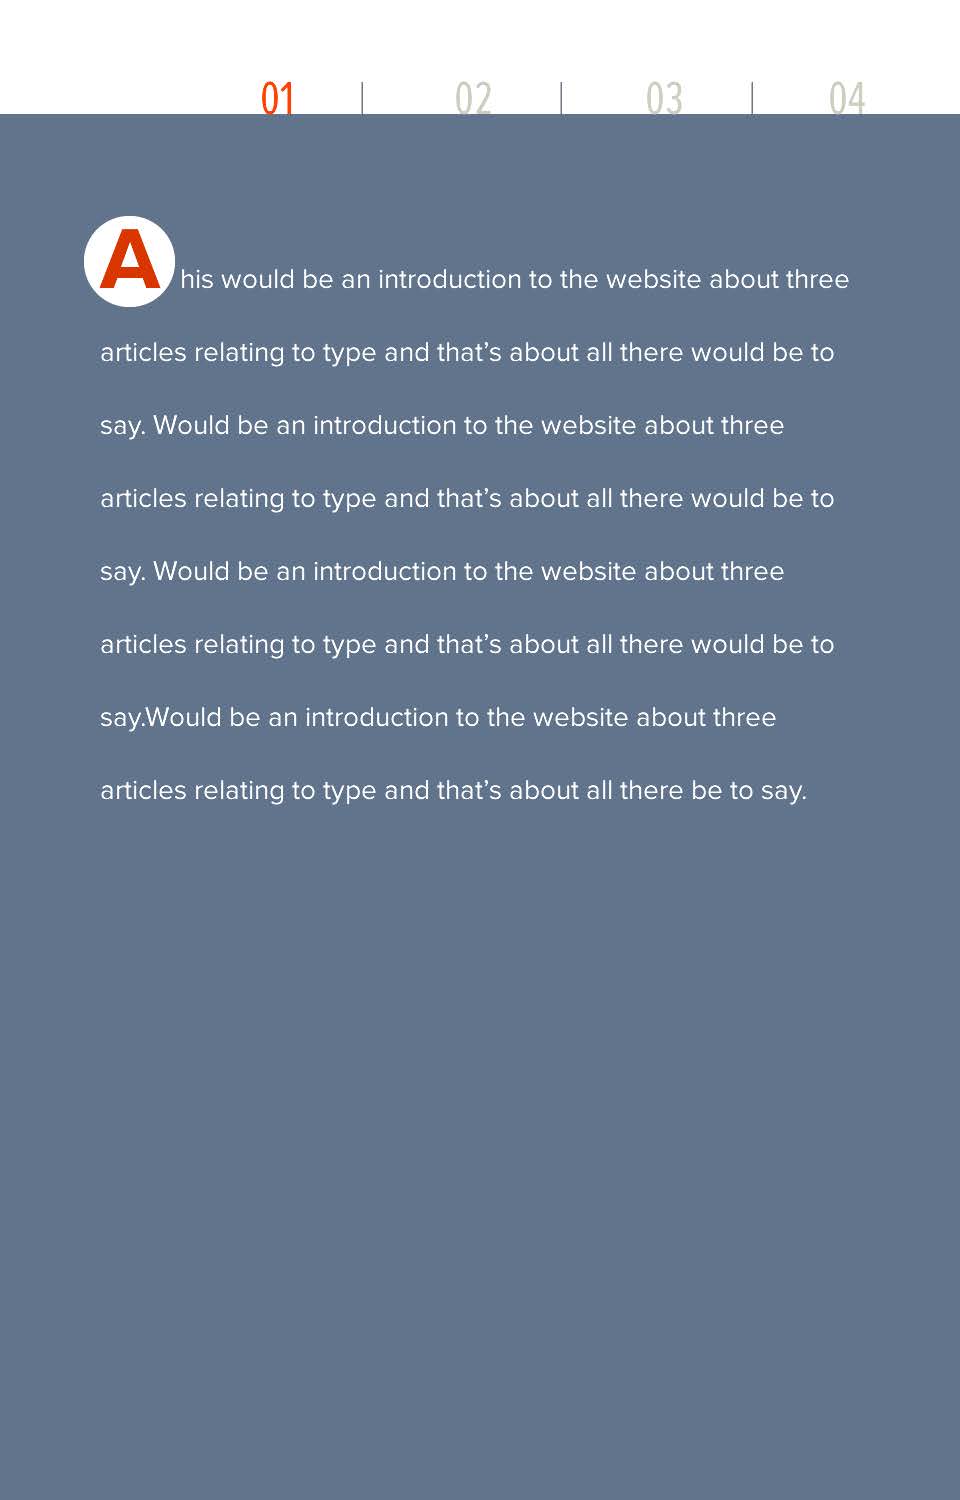 01 | 02 | 03 | 04
A his would be an introduction to the website about three
articles relating to type and that’s about all there would be to
say. Would be an introduction to the website about three
articles relating to type and that’s about all there would be to
say. Would be an introduction to the website about three
articles relating to type and that’s about all there would be to
say.Would be an introduction to the website about three
articles relating to type and that’s about all there be to say.